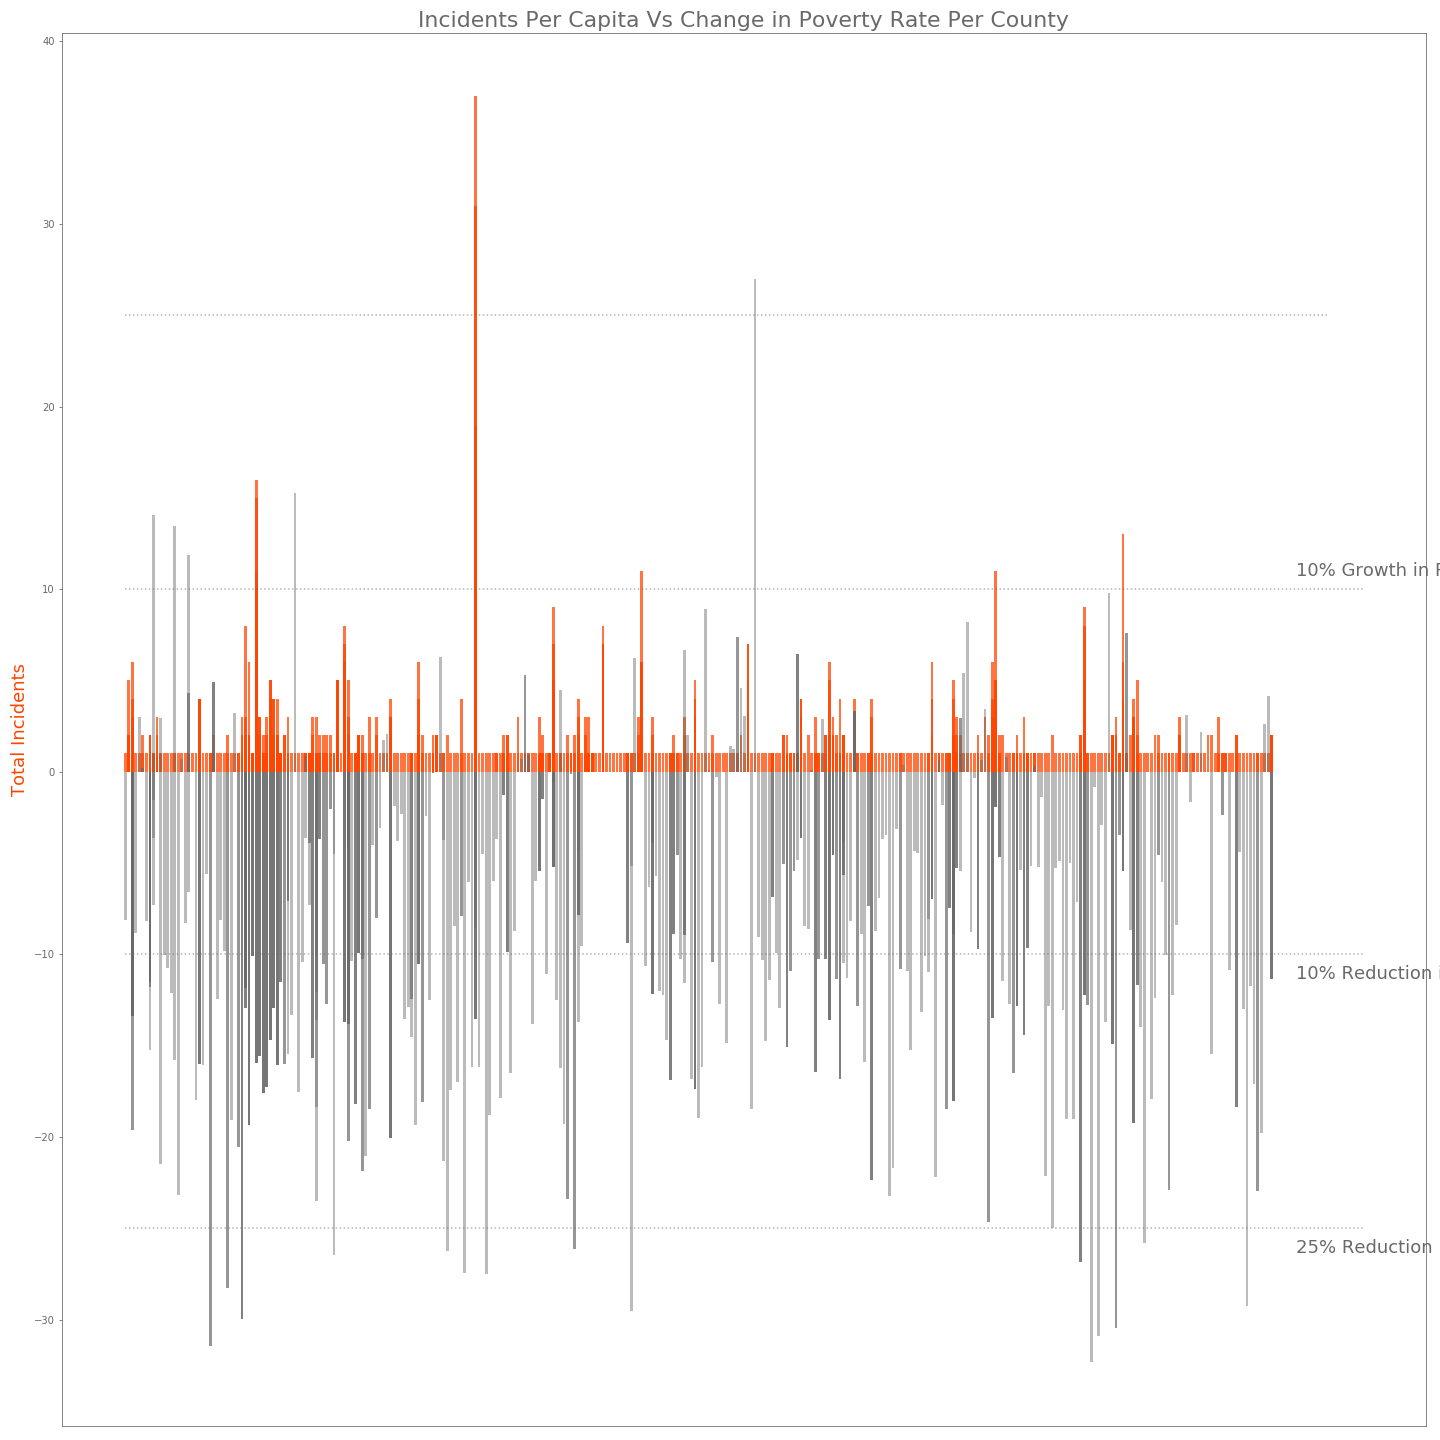 Incidents Per Capita Vs Change in Poverty Rate Per County
40
30
20
10
0
−10
−20
−30
Total Incidents
10% Growth in
10% Reduction
25% Reduction